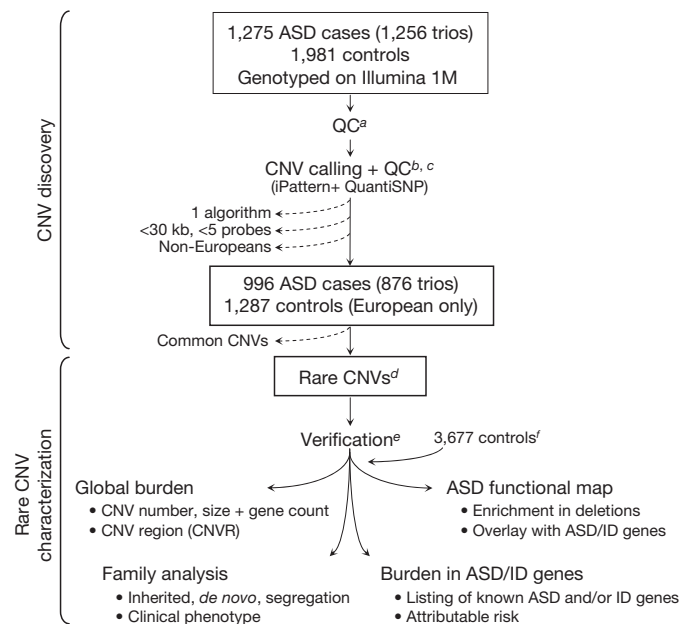 1,275 ASD cases (1,256 trios)
1,981 controls
Genotyped on Illumina 1M
QCa
CNV calling + QCb, c
(iPattern+ QuantiSNP)
1 algorithm
<30 kb, <5 probes
Non-Europeans
996 ASD cases (876 trios)
1,287 controls (European only)
Common CNVs
CNV discovery
Rare CNVsd
Verificatione
3,677 controlsf
Global burden
• CNV number, size + gene count
• CNV region (CNVR)
ASD functional map
• Enrichment in deletions
• Overlay with ASD/ID genes
Family analysis
• Inherited, de novo, segregation
• Clinical phenotype
Burden in ASD/ID genes
• Listing of known ASD and/or ID genes
• Attributable risk
Rare CNV
characterization